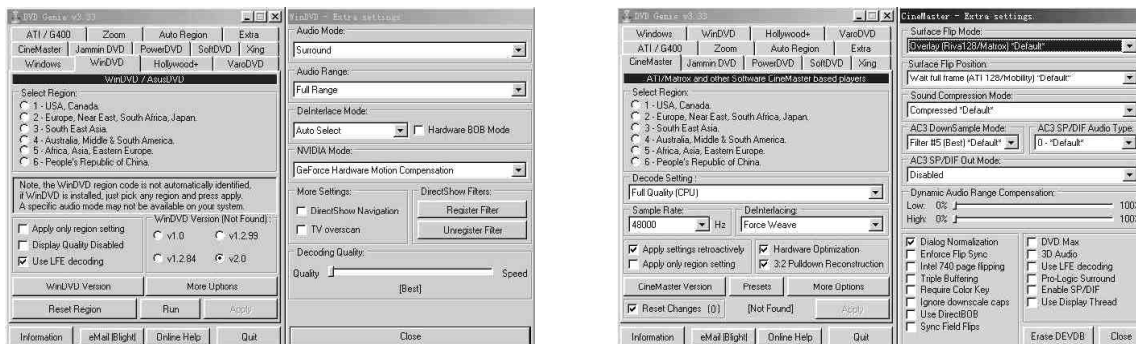 DVD Genie v3.33
ATI / G400 Zoom Auto Region Extra
CineMaster Jammin DVD PowerDVD SoftDVD Xing
Windows WinDVD Hollywood+ VaroDVD
WinDVD / AsusDVD
Select Region:
1 - USA, Canada.
2 - Europe, Near East, South Africa, Japan.
3 - South East Asia.
4 - Australia, Middle & South America.
5 - Africa, Asia, Eastern Europe.
6 - People's Republic of China.
Note, the WinDVD region code is not automatically identified,
if WinDVD is installed, just pick any region and press apply.
A specific audio mode may not be available on your system.
Apply only region setting
Display Quality Disabled
Use LFE decoding
WinDVD Version (Not Found) :
v1.0 v1.2.99
v1.2.84 v2.0
WinDVD Version More Options
Reset Region Run Apply
Information eMail |Blight| Online Help Quit
WinDVD - Extra settings
Audio Mode:
Surround
Audio Range:
Full Range
DeInterlace Mode:
Auto Select Hardware BOB Mode
NVIDIA Mode:
GeForce Hardware Motion Compensation
More Settings:
DirectShow Navigation
TV overscan
DirectShow Filters:
Register Filter
Unregister Filter
Decoding Quality:
Quality Speed
[Best]
Close
DVD Genie v3.33
Windows WinDVD Hollywood+ VaroDVD
ATI / G400 Zoom Auto Region Extra
CineMaster Jammin DVD PowerDVD SoftDVD Xing
ATI/Matrox and other Software CineMaster based players
Select Region:
1 - USA, Canada.
2 - Europe, Near East, South Africa, Japan.
3 - South East Asia.
4 - Australia, Middle & South America.
5 - Africa, Asia, Eastern Europe.
6 - People's Republic of China.
Decode Setting :
Full Quality (CPU)
Sample Rate: DeInterlacing:
48000 Hz Force Weave
Apply settings retroactively Hardware Optimization
Apply only region setting 3:2 Pulldown Reconstruction
CineMaster Version Presets More Options
Reset Changes (0) [Not Found] Apply
Information eMail |Blight| Online Help Quit
CineMaster - Extra settings.
Surface Flip Mode:
Overlay (Riva128/Matrox) *Default*
Surface Flip Position:
Wait full frame (ATI 128/Mobility) *Default*
Sound Compression Mode:
Compressed *Default*
AC3 DownSample Mode: AC3 SP/DIF Audio Type:
Filter #5 (Best) *Default* 0 - *Default*
AC3 SP/DIF Out Mode:
Disabled
Dynamic Audio Range Compensation:
Low: 0% 100
High: 0% 100
Dialog Normalization
Enforce Flip Sync
Intel 740 page flipping
Triple Buffering
Require Color Key
Ignore downscale caps
Use DirectBOB
Sync Field Flips
DVD Max
3D Audio
Use LFE decoding
Pro-Logic Surround
Enable SP/DIF
Use Display Thread
Erase DEVDB Close